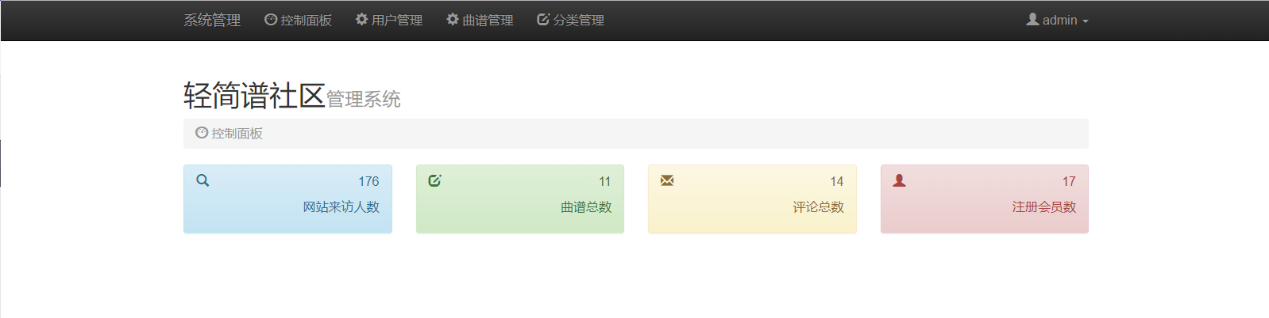 系统管理 控制面板 用户管理 曲谱管理 分类管理 admin
轻简谱社区管理系统
控制面板
176
网站来访人数
11
曲谱总数
14
评论总数
17
注册会员数